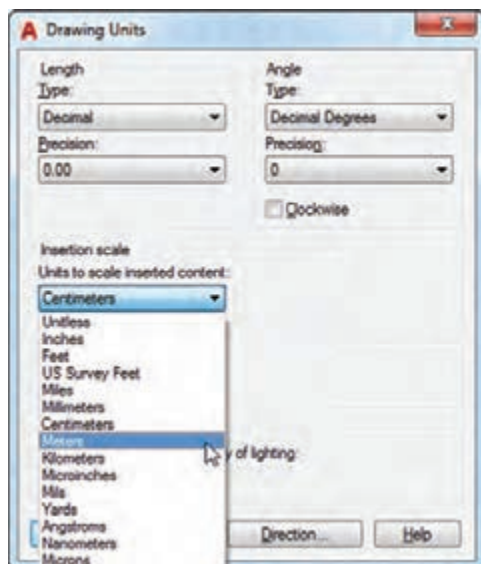 Drawing Units
Length
Type:
Decimal
Precision:
0.00
Angle
Type:
Decimal Degrees
Precision:
0
Clockwise
Insertion scale
Units to scale inserted content:
Centimeters
Unitless
Inches
Feet
US Survey Feet
Miles
Millimeters
Centimeters
Meters
Kilometers
Microinches
Mils
Yards
Angstroms
Nanometers
Microns
y of lighting:
Direction...
Help